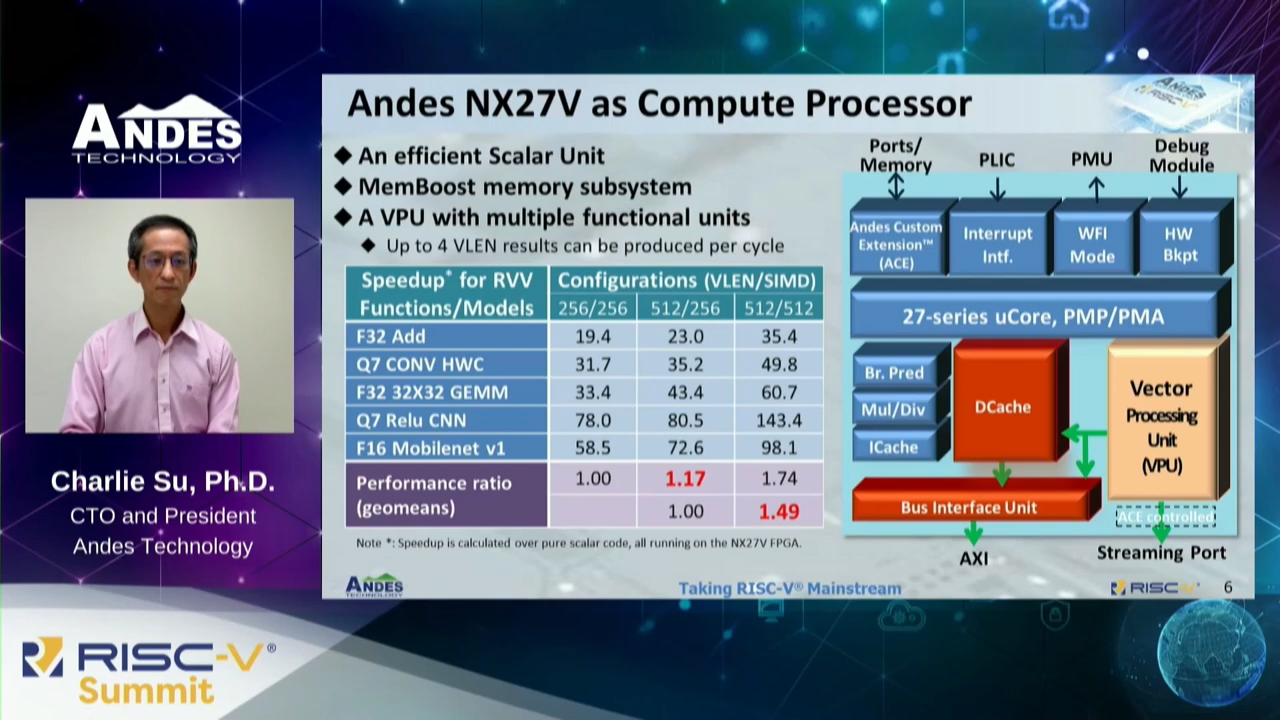 ANDES
TECHNOLOGY
Charlie Su, Ph.D.
CTO and President
Andes Technology
RISC-V®
Summit
Andes NX27V as Compute Processor
ANDES
RISC-V
◆ An efficient Scalar Unit
◆ MemBoost memory subsystem
◆ A VPU with multiple functional units
◆ Up to 4 VLEN results can be produced per cycle
Speedup* for RVV Functions/Models Configurations (VLEN/SIMD)
256/256 512/256 512/512
F32 Add 19.4 23.0 35.4
Q7 CONV HWC 31.7 35.2 49.8
F32 32X32 GEMM 33.4 43.4 60.7
Q7 Relu CNN 78.0 80.5 143.4
F16 Mobilenet v1 58.5 72.6 98.1
Performance ratio (geomeans) 1.00 1.17 1.74
1.00 1.49
Note *: Speedup is calculated over pure scalar code, all running on the NX27V FPGA.
Ports/
Memory
PLIC
PMU
Debug
Module
Andes Custom
Extension™
(ACE)
Interrupt
Intf.
WFI
Mode
HW
Bkpt
27-series uCore, PMP/PMA
Br. Pred
Mul/Div
ICache
DCache
Vector
Processing
Unit
(VPU)
Bus Interface Unit
ACE controlled
AXI
Streaming Port
ANDES
TECHNOLOGY
Taking RISC-V® Mainstream
RISC-V®
6